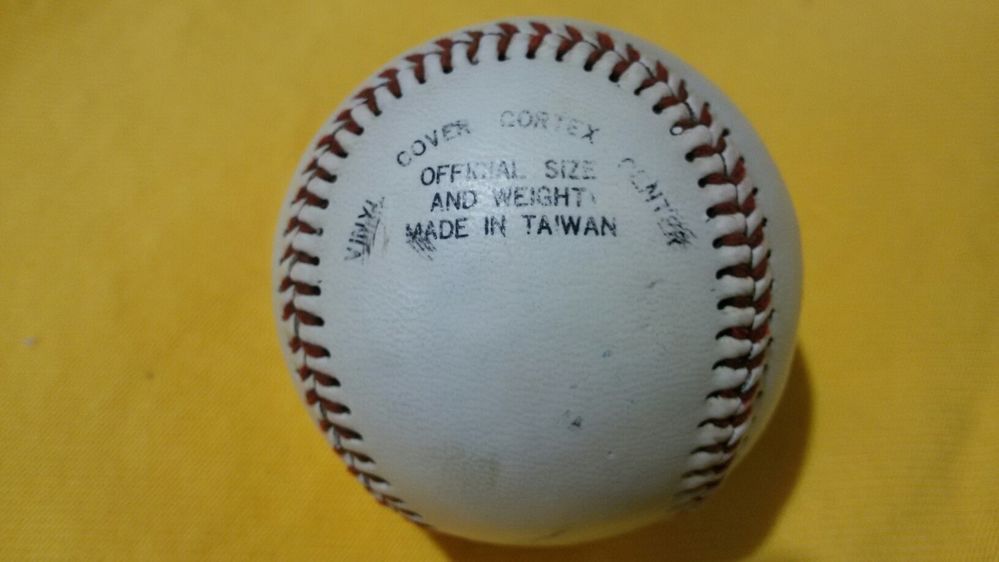 VINYL COVER CORTEX CENTER
OFFICIAL SIZE
AND WEIGHT
MADE IN TAIWAN